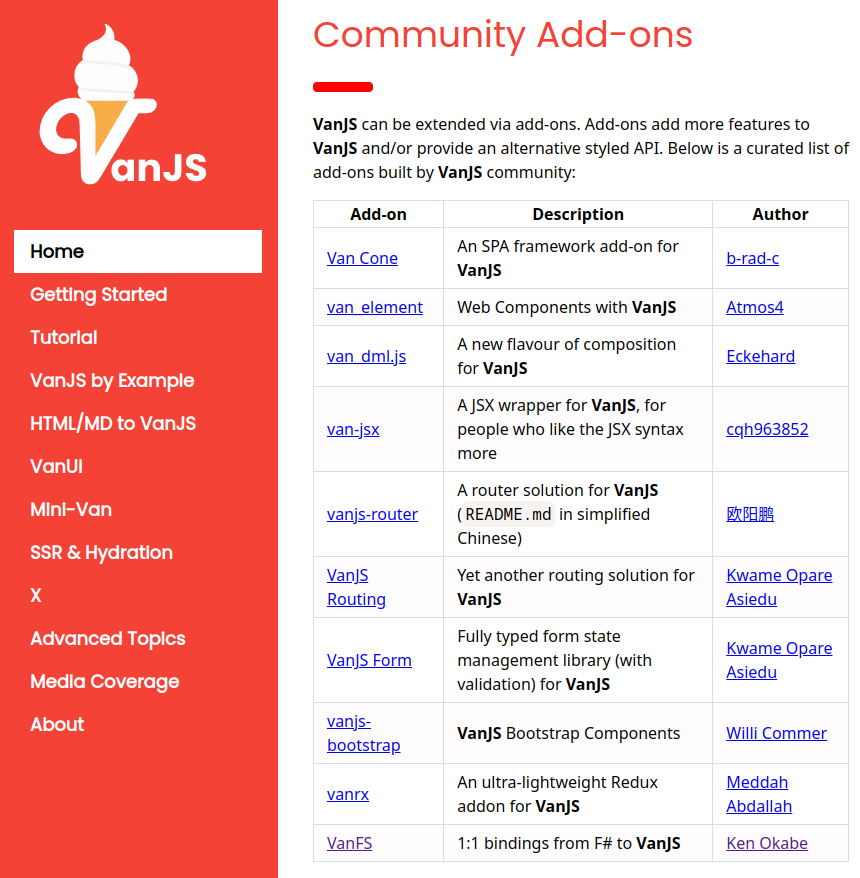 VanJS
Home
Getting Started
Tutorial
VanJS by Example
HTML/MD to VanJS
VanUI
Mini-Van
SSR & Hydration
X
Advanced Topics
Media Coverage
About
Community Add-ons
VanJS can be extended via add-ons. Add-ons add more features to
VanJS and/or provide an alternative styled API. Below is a curated list of
add-ons built by VanJS community:
Add-on Description Author
Van Cone An SPA framework add-on for
VanJS b-rad-c
van_element Web Components with VanJS Atmos4
van_dml.js A new flavour of composition
for VanJS Eckehard
van-jsx A JSX wrapper for VanJS, for
people who like the JSX syntax
more cqh963852
vanjs-router A router solution for VanJS
(README.md in simplified
Chinese) 欧阳鹏
VanJS
Routing Yet another routing solution for
VanJS Kwame Opare
Asiedu
VanJS Form Fully typed form state
management library (with
validation) for VanJS Kwame Opare
Asiedu
vanjs-
bootstrap VanJS Bootstrap Components Willi Commer
vanrx An ultra-lightweight Redux
addon for VanJS Meddah
Abdallah
VanFS 1:1 bindings from F# to VanJS Ken Okabe